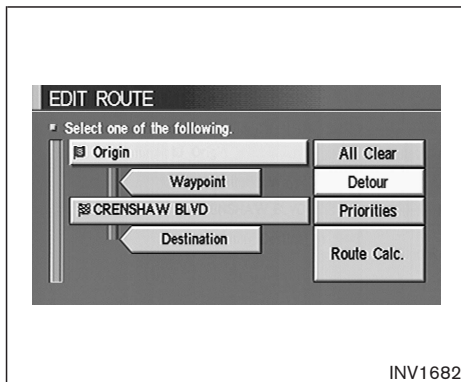 EDIT ROUTE
Select one of the following.
Origin
All Clear
Waypoint
Detour
CRENSHAW BLVD
Priorities
Destination
Route Calc.
INV1682